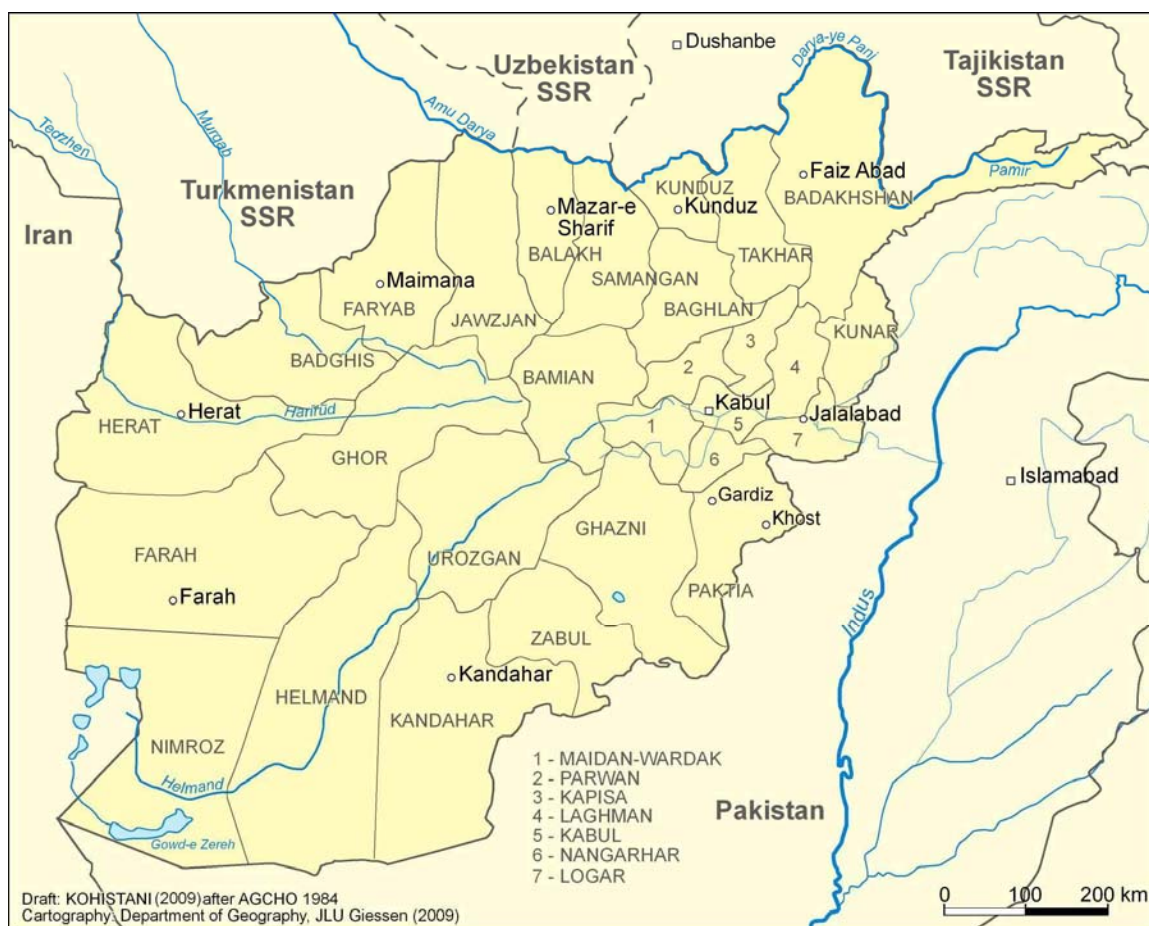 Dushanbe
Darya-ye Panj
Uzbekistan
SSR
Tajikistan
SSR
Tedzhen
Murgab
Amu Darya
Turkmenistan
SSR
Iran
Faiz Abad
BADAKHSHAN
Pamir
KUNDUZ
Kunduz
Mazar-e
Sharif
BALAKH
TAKHAR
SAMANGAN
Maimana
FARYAB
JAWZJAN
BAGHLAN
KUNAR
BADGHIS
BAMIAN
2
3
4
Herat
HERAT
Harirud
Kabul
Jalalabad
1
5
7
6
GHOR
Islamabad
Gardiz
Khost
GHAZNI
FARAH
Farah
UROZGAN
PAKTIA
Indus
ZABUL
Kandahar
HELMAND
KANDAHAR
NIMROZ
Helmand
Gowd-e Zereh
1 - MAIDAN-WARDAK
2 - PARWAN
3 - KAPISA
4 - LAGHMAN
5 - KABUL
6 - NANGARHAR
7 - LOGAR
Pakistan
Draft: KOHISTANI (2009) after AGCHO 1984
Cartography: Department of Geography, JLU Giessen (2009)
0 100 200 km